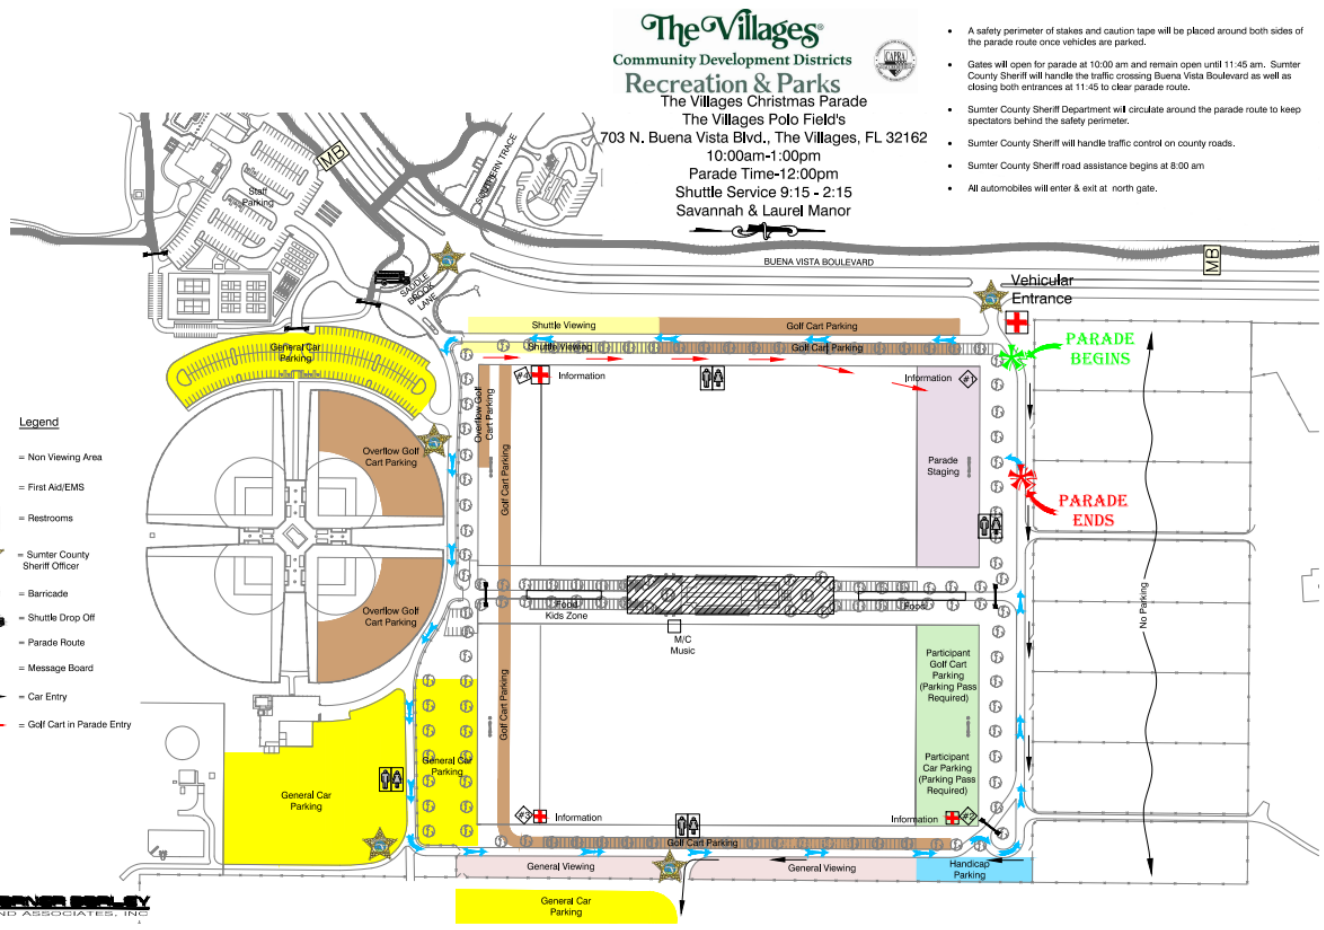 The Villages®
Community Development Districts
Recreation & Parks
CAPRA
The Villages Christmas Parade
The Villages Polo Field's
703 N. Buena Vista Blvd., The Villages, FL 32162
10:00am-1:00pm
Parade Time-12:00pm
Shuttle Service 9:15 - 2:15
Savannah & Laurel Manor
• A safety perimeter of stakes and caution tape will be placed around both sides of
the parade route once vehicles are parked.
• Gates will open for parade at 10:00 am and remain open until 11:45 am. Sumter
County Sheriff will handle the traffic crossing Buena Vista Boulevard as well as
closing both entrances at 11:45 to clear parade route.
• Sumter County Sheriff Department will circulate around the parade route to keep
spectators behind the safety perimeter.
• Sumter County Sheriff will handle traffic control on county roads.
• Sumter County Sheriff road assistance begins at 8:00 am
• All automobiles will enter & exit at north gate.
MB
Staff
Parking
TRACE
BUENA VISTA BOULEVARD
MB
SADDLE
BROOK
LANE
Vehicular
Entrance
Shuttle Viewing
Golf Cart Parking
Shuttle Viewing
Golf Cart Parking
PARADE
BEGINS
General Car
Parking
#4
Information
Information
#1
Overflow Golf
Cart Parking
Golf Cart Parking
Overflow Golf
Cart Parking
Parade
Staging
PARADE
ENDS
Legend
= Non Viewing Area
= First Aid/EMS
= Restrooms
= Sumter County
Sheriff Officer
= Barricade
= Shuttle Drop Off
= Parade Route
= Message Board
= Car Entry
= Golf Cart in Parade Entry
Overflow Golf
Cart Parking
Food
Kids Zone
Food
M/C
Music
No Parking
Participant
Golf Cart
Parking
(Parking Pass
Required)
Golf Cart Parking
Participant
Car Parking
(Parking Pass
Required)
General Car
Parking
General Car
Parking
#3
Information
Information
#2
Golf Cart Parking
General Viewing
General Viewing
Handicap
Parking
General Car
Parking
ND ASSOCIATES, INC